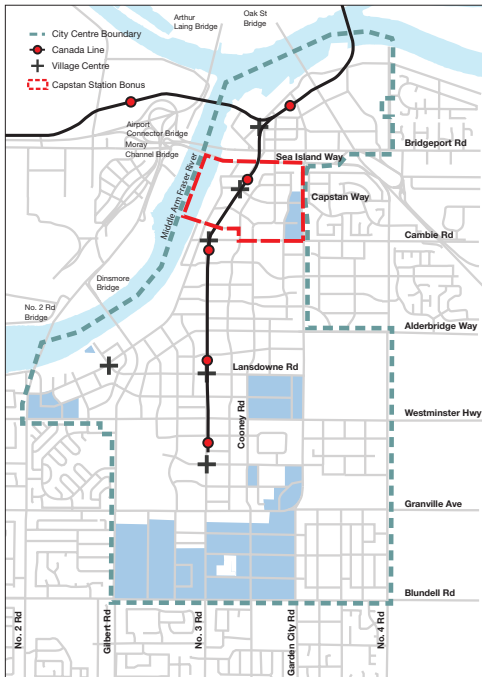 City Centre Boundary
Canada Line
Village Centre
Capstan Station Bonus
Arthur
Laing Bridge
Oak St
Bridge
Airport
Connector Bridge
Moray
Channel Bridge
Sea Island Way
Bridgeport Rd
Middle Arm Fraser River
Capstan Way
Cambie Rd
Dinsmore
Bridge
No. 2 Rd
Bridge
Alderbridge Way
Lansdowne Rd
Cooney Rd
Westminster Hwy
Granville Ave
Blundell Rd
No. 2 Rd
Gilbert Rd
No. 3 Rd
Garden City Rd
No. 4 Rd